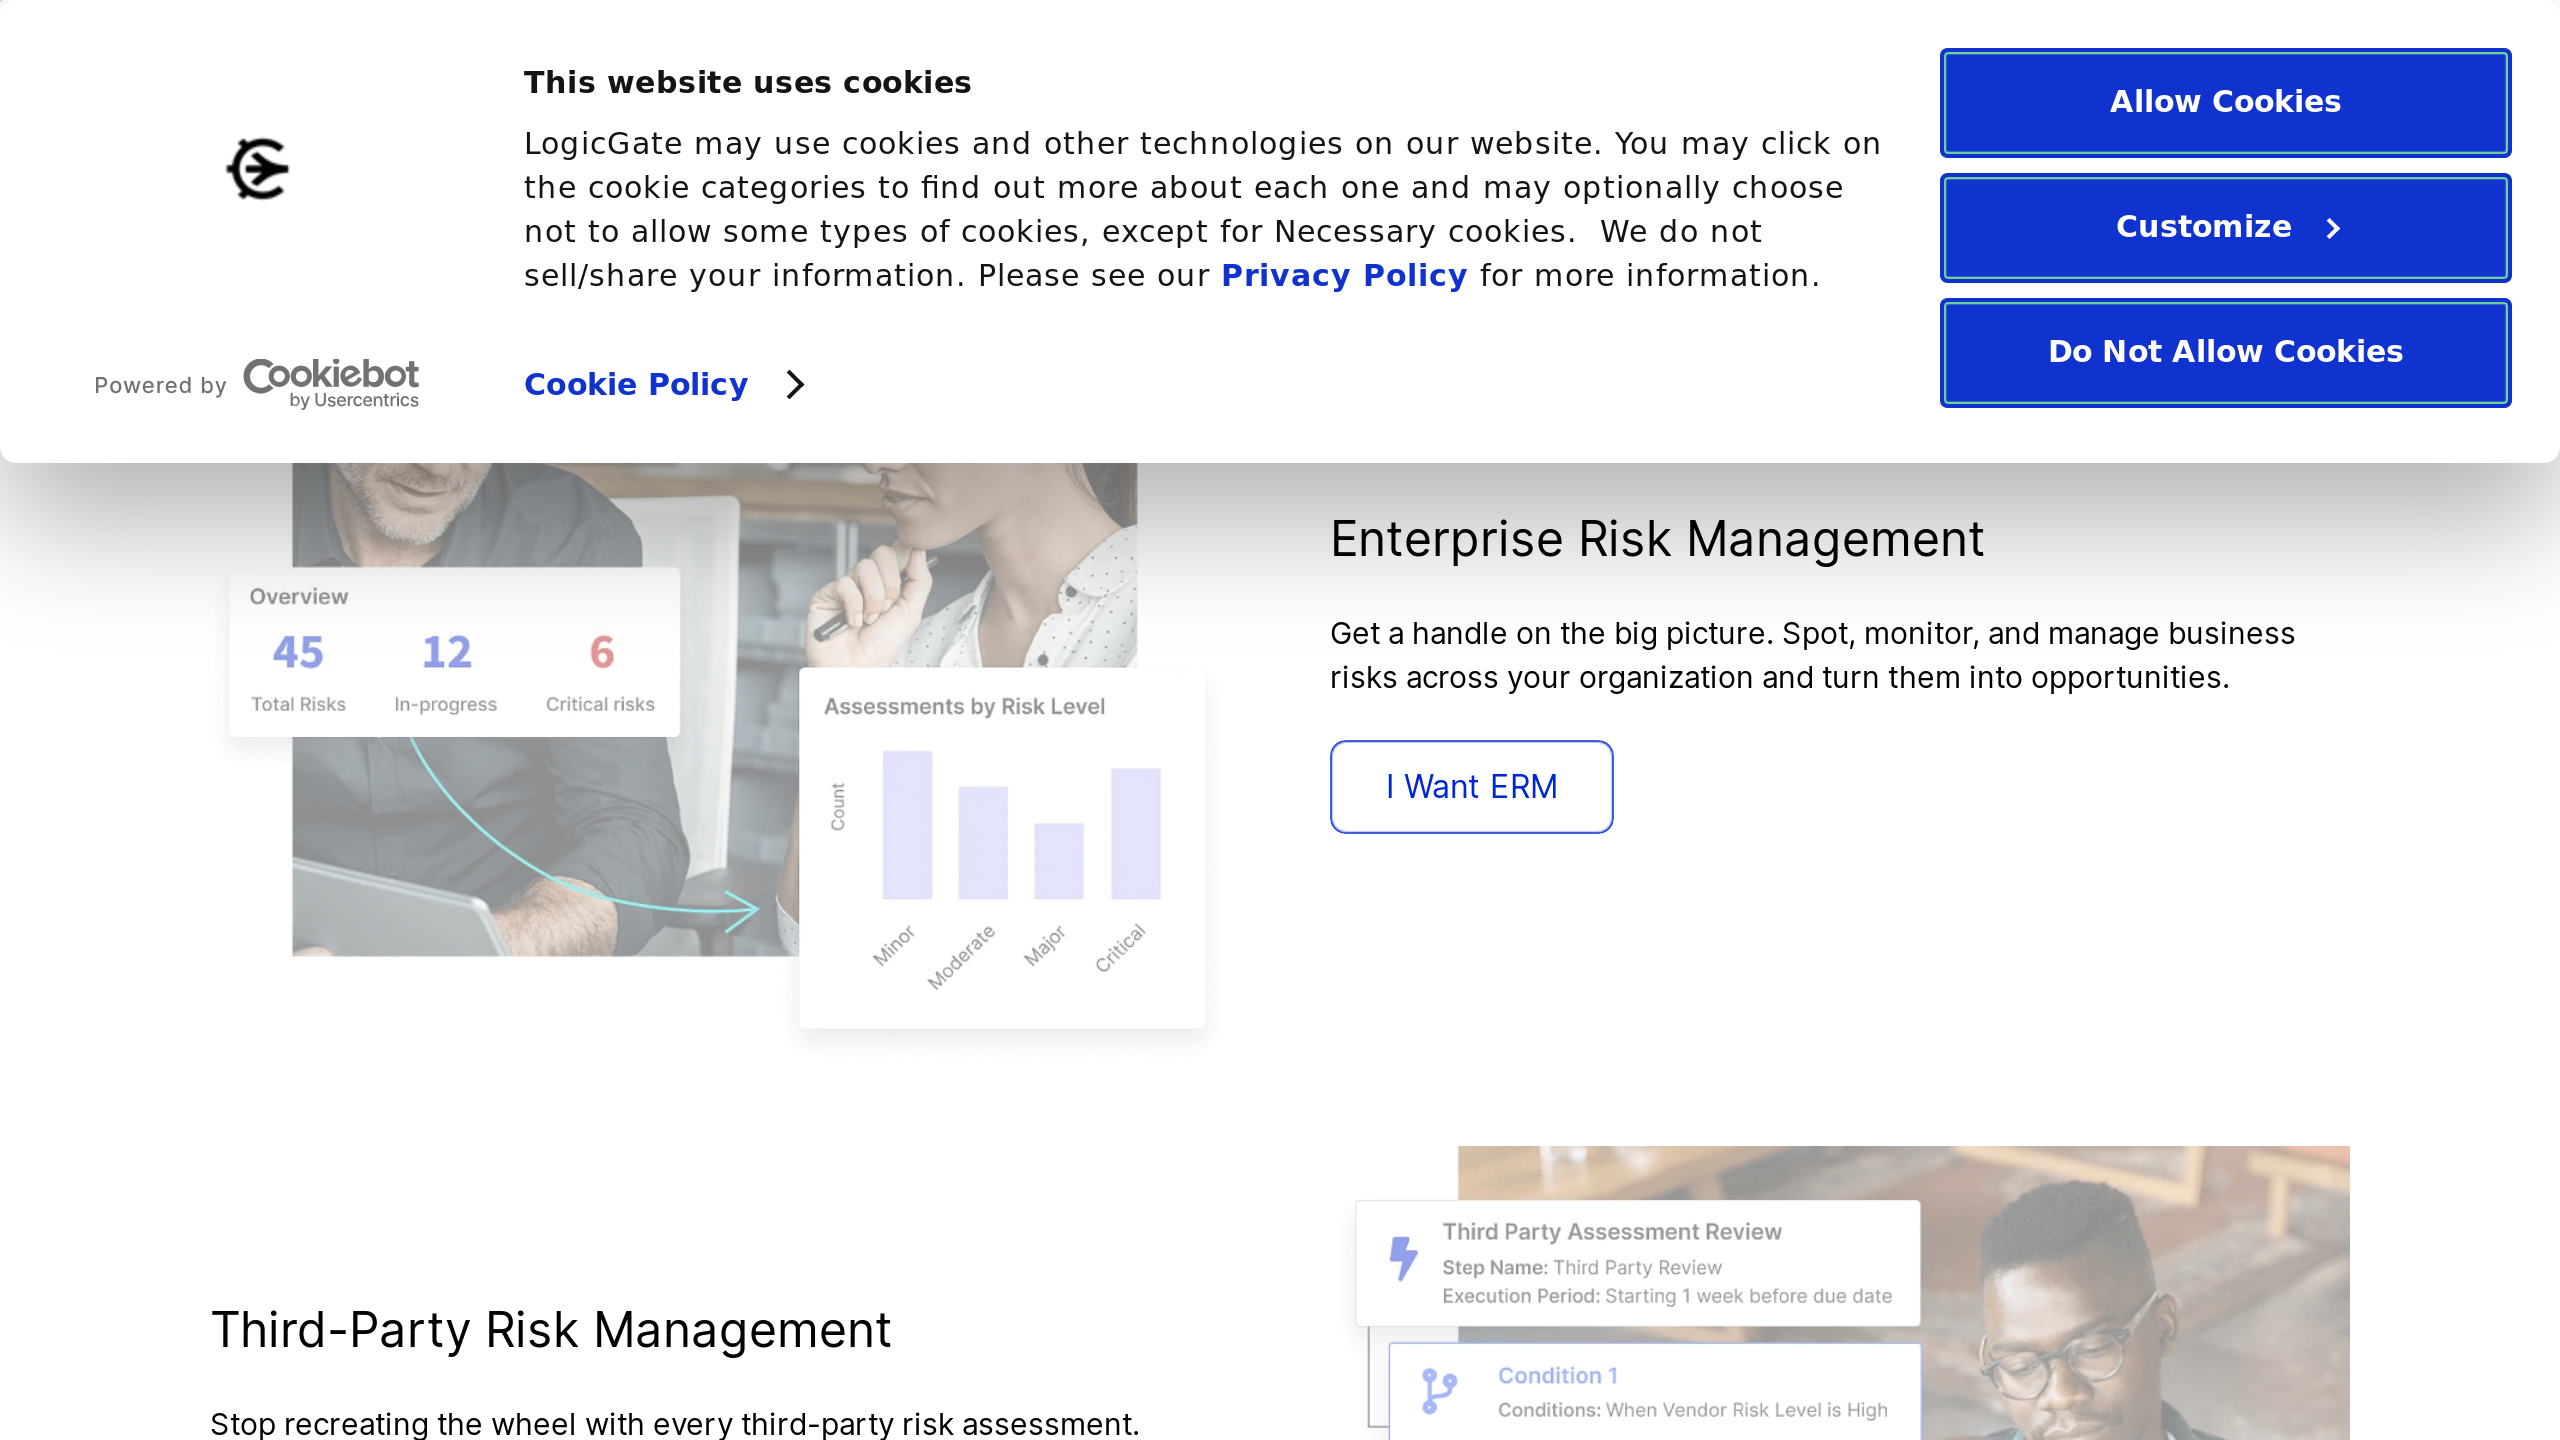 This website uses cookies
LogicGate may use cookies and other technologies on our website. You may click on
the cookie categories to find out more about each one and may optionally choose
not to allow some types of cookies, except for Necessary cookies.  We do not
sell/share your information. Please see our Privacy Policy for more information.
Powered by Cookiebot
by Usercentrics
Cookie Policy
Allow Cookies
Customize
Do Not Allow Cookies
Overview
45 12 6
Total Risks In-progress Critical risks
Assessments by Risk Level
Count
Minor Moderate Major Critical
Enterprise Risk Management
Get a handle on the big picture. Spot, monitor, and manage business
risks across your organization and turn them into opportunities.
I Want ERM
Third-Party Risk Management
Stop recreating the wheel with every third-party risk assessment.
Third Party Assessment Review
Step Name: Third Party Review
Execution Period: Starting 1 week before due date
Condition 1
Conditions: When Vendor Risk Level is High